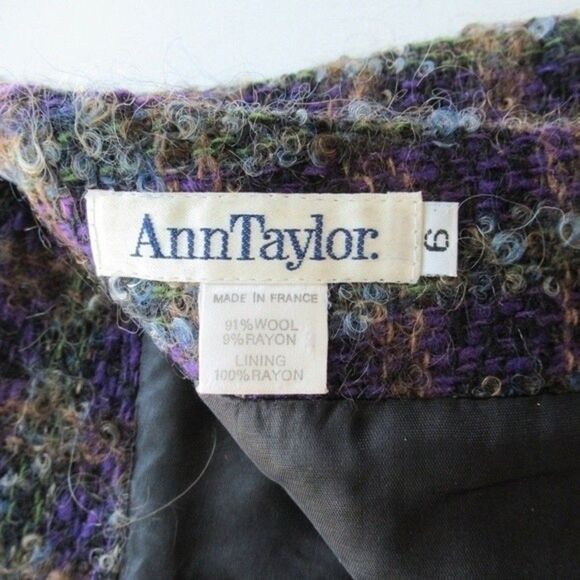 AnnTaylor.
6
MADE IN FRANCE
91% WOOL
9% RAYON
LINING
100% RAYON